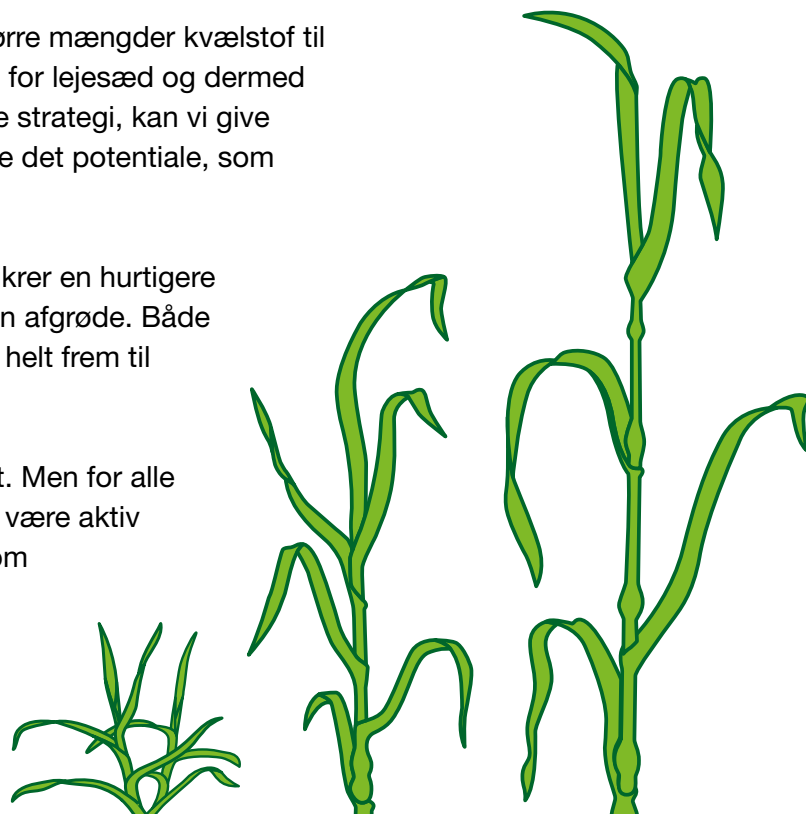 ørre mængder kvælstof til
for lejesæd og dermed
e strategi, kan vi give
e det potentiale, som
krer en hurtigere
n afgrøde. Både
helt frem til
t. Men for alle
være aktiv
om